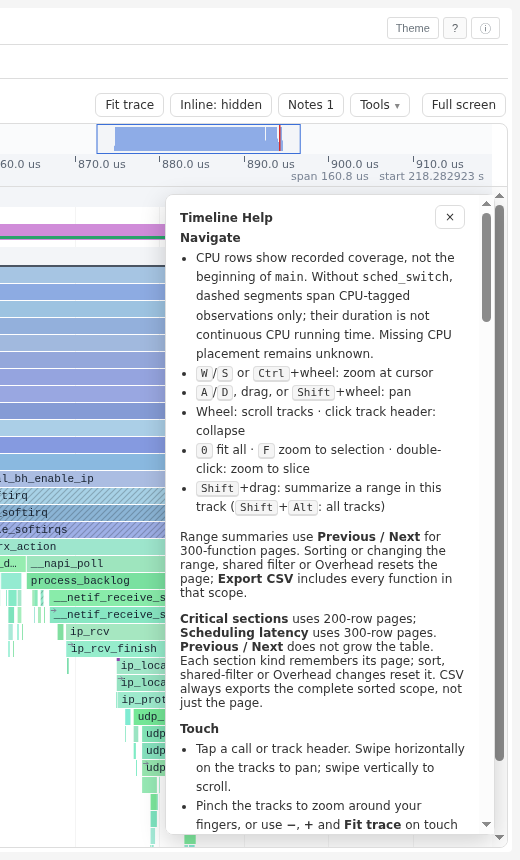 Theme ? ⓘ
Fit trace Inline: hidden Notes 1 Tools ▾ Full screen
60.0 us 870.0 us 880.0 us 890.0 us 900.0 us 910.0 us
span 160.8 us start 218.282923 s
Timeline Help ×
Navigate
• CPU rows show recorded coverage, not the
beginning of main. Without sched_switch,
dashed segments span CPU-tagged
observations only; their duration is not
continuous CPU running time. Missing CPU
placement remains unknown.
• W/S or Ctrl+wheel: zoom at cursor
• A/D, drag, or Shift+wheel: pan
• Wheel: scroll tracks · click track header:
collapse
• 0 fit all · F zoom to selection · double-
click: zoom to slice
• Shift+drag: summarize a range in this
track (Shift+Alt: all tracks)
Range summaries use Previous / Next for
300-function pages. Sorting or changing the
range, shared filter or Overhead resets the
page; Export CSV includes every function in
that scope.
Critical sections uses 200-row pages;
Scheduling latency uses 300-row pages.
Previous / Next does not grow the table.
Each section kind remembers its page; sort,
shared-filter or Overhead changes reset it. CSV
always exports the complete sorted scope, not
just the page.
Touch
• Tap a call or track header. Swipe horizontally
on the tracks to pan; swipe vertically to
scroll.
• Pinch the tracks to zoom around your
fingers, or use −, + and Fit trace on touch
al_bh_enable_ip
tirq
softirq
e_softirqs
rx_action
_d… __napi_poll
process_backlog
__netif_receive_s
__netif_receive_s
ip_rcv
ip_rcv_finish
ip_loca
ip_loca
ip_prot
udp_
udp
udp
udp